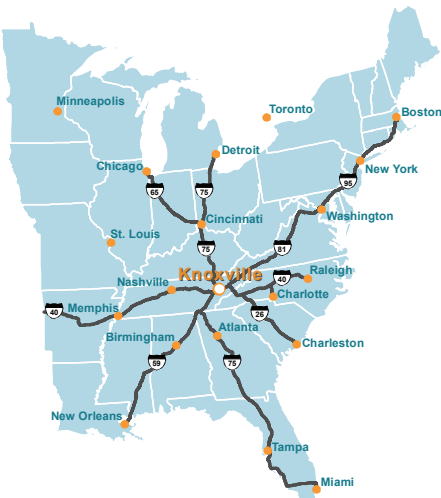 Minneapolis
Toronto
Boston
Detroit
Chicago
New York
65
75
95
Cincinnati
Washington
St. Louis
75
81
Knoxville
Raleigh
40
Nashville
Charlotte
40
Memphis
26
Atlanta
Birmingham
Charleston
59
75
New Orleans
Tampa
Miami